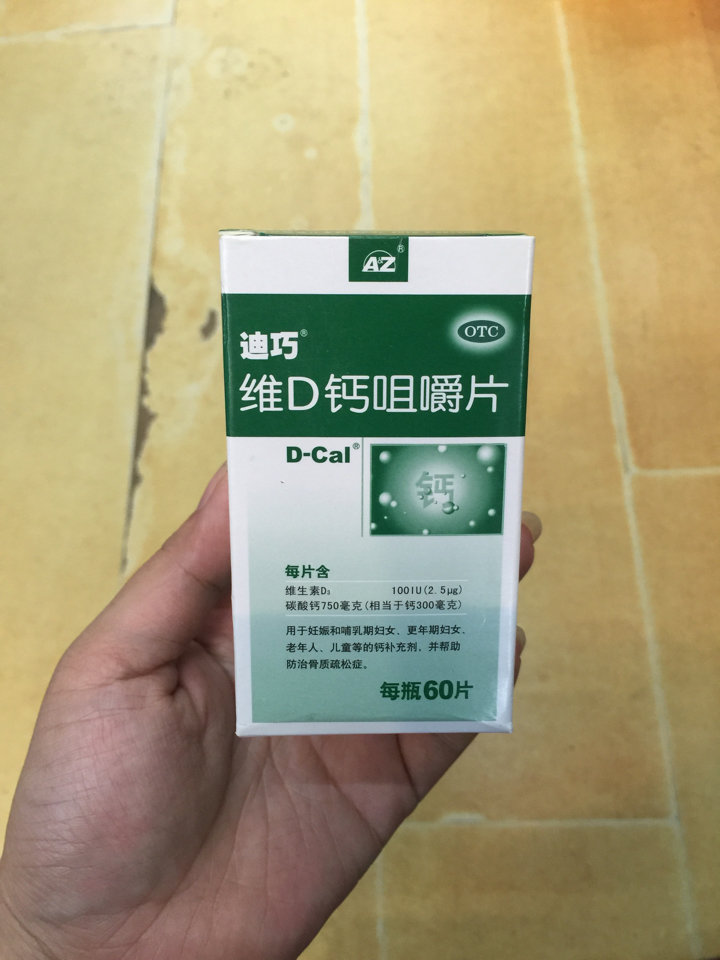 AZ®
OTC
迪巧®
维D钙咀嚼片
D-Cal®
钙
每片含
维生素D₃ 100IU(2.5μg)
碳酸钙750毫克(相当于钙300毫克)
用于妊娠和哺乳期妇女、更年期妇女、
老年人、儿童等的钙补充剂，并帮助
防治骨质疏松症。
每瓶60片